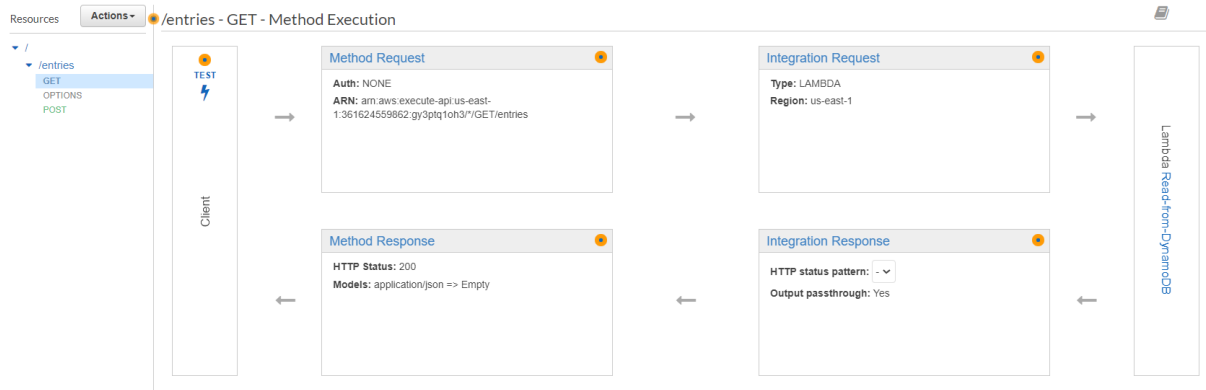 Resources
Actions
/entries - GET - Method Execution
/
/entries
GET
OPTIONS
POST
TEST
Client
Method Request
Auth: NONE
ARN: arn:aws:execute-api:us-east-
1:361624559862:gy3ptq1oh3/*/GET/entries
Integration Request
Type: LAMBDA
Region: us-east-1
Lambda Read-from-DynamoDB
Method Response
HTTP Status: 200
Models: application/json => Empty
Integration Response
HTTP status pattern: -
Output passthrough: Yes